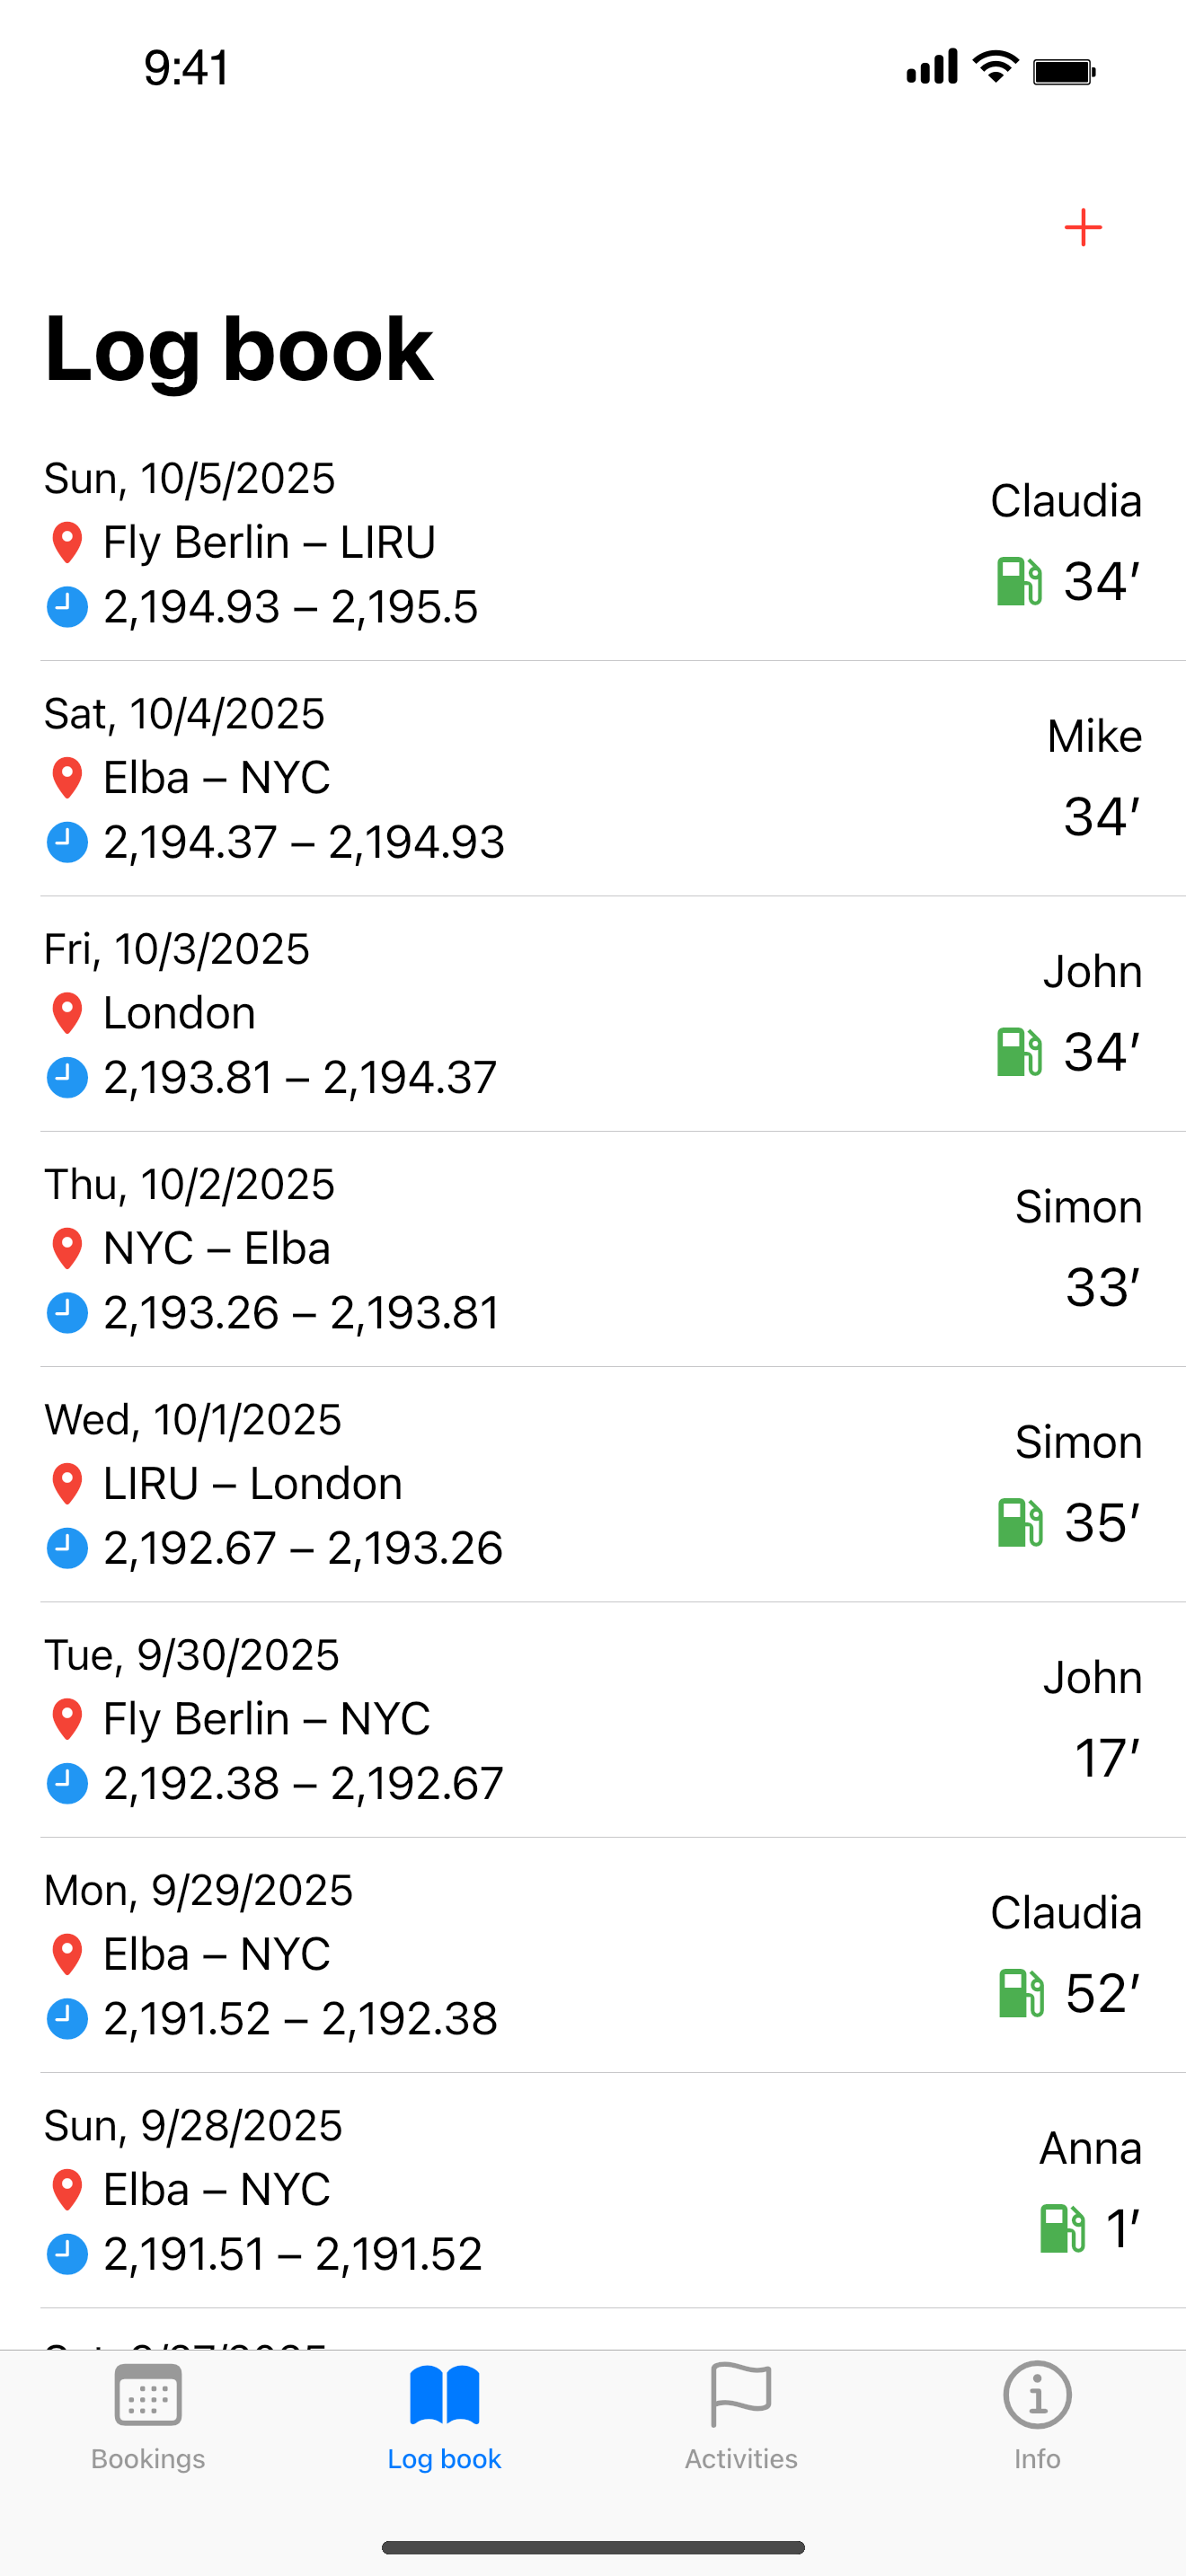 9:41
Log book
Sun, 10/5/2025
Fly Berlin – LIRU
2,194.93 – 2,195.5
Claudia
34′
Sat, 10/4/2025
Elba – NYC
2,194.37 – 2,194.93
Mike
34′
Fri, 10/3/2025
London
2,193.81 – 2,194.37
John
34′
Thu, 10/2/2025
NYC – Elba
2,193.26 – 2,193.81
Simon
33′
Wed, 10/1/2025
LIRU – London
2,192.67 – 2,193.26
Simon
35′
Tue, 9/30/2025
Fly Berlin – NYC
2,192.38 – 2,192.67
John
17′
Mon, 9/29/2025
Elba – NYC
2,191.52 – 2,192.38
Claudia
52′
Sun, 9/28/2025
Elba – NYC
2,191.51 – 2,191.52
Anna
1′
Bookings
Log book
Activities
Info